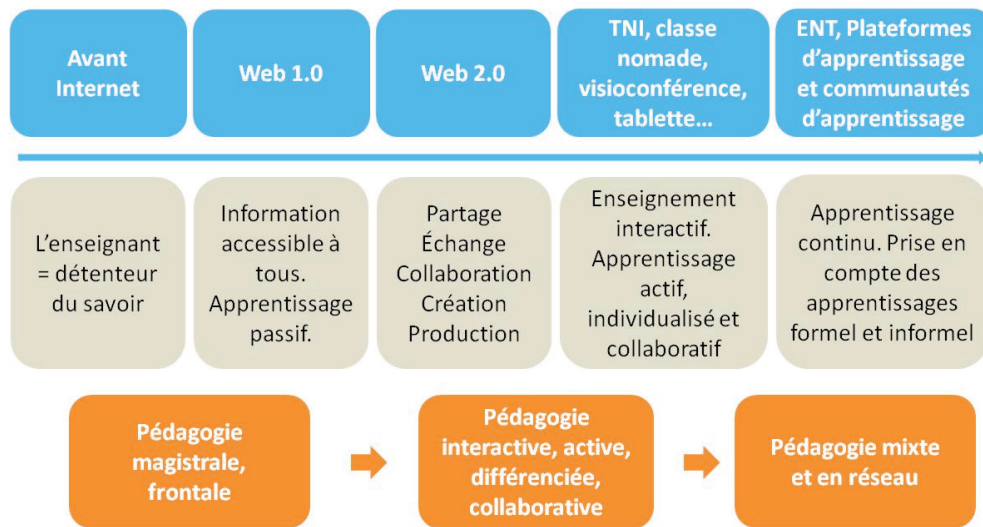 Avant
Internet
Web 1.0
Web 2.0
TNI, classe
nomade,
visioconférence,
tablette…
ENT, Plateformes
d’apprentissage
et communautés
d’apprentissage
L’enseignant
= détenteur
du savoir
Information
accessible à
tous.
Apprentissage
passif.
Partage
Échange
Collaboration
Création
Production
Enseignement
interactif.
Apprentissage
actif,
individualisé et
collaboratif
Apprentissage
continu. Prise en
compte des
apprentissages
formel et informel
Pédagogie
magistrale,
frontale
Pédagogie
interactive, active,
différenciée,
collaborative
Pédagogie mixte
et en réseau